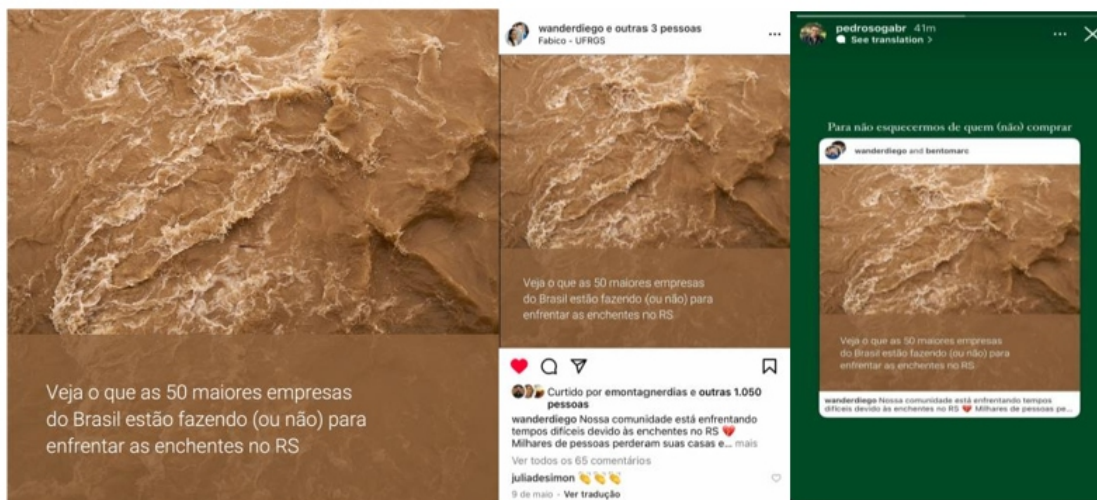 Veja o que as 50 maiores empresas
do Brasil estão fazendo (ou não) para
enfrentar as enchentes no RS
wanderdiego e outras 3 pessoas
Fabico - UFRGS
Veja o que as 50 maiores empresas
do Brasil estão fazendo (ou não) para
enfrentar as enchentes no RS
Curtido por emontagnerdias e outras 1.050
pessoas
wanderdiego Nossa comunidade está enfrentando
tempos difíceis devido às enchentes no RS 💔
Milhares de pessoas perderam suas casas e... mais
Ver todos os 65 comentários
juliadesimon 👏👏👏
9 de maio · Ver tradução
pedrosogabr 41m
See translation >
Para não esquecermos de quem (não) comprar
wanderdiego and bentomarc
Veja o que as 50 maiores empresas
do Brasil estão fazendo (ou não) para
enfrentar as enchentes no RS
wanderdiego Nossa comunidade está enfrentando tempos
difíceis devido às enchentes no RS 💔 Milhares de pessoas pe...